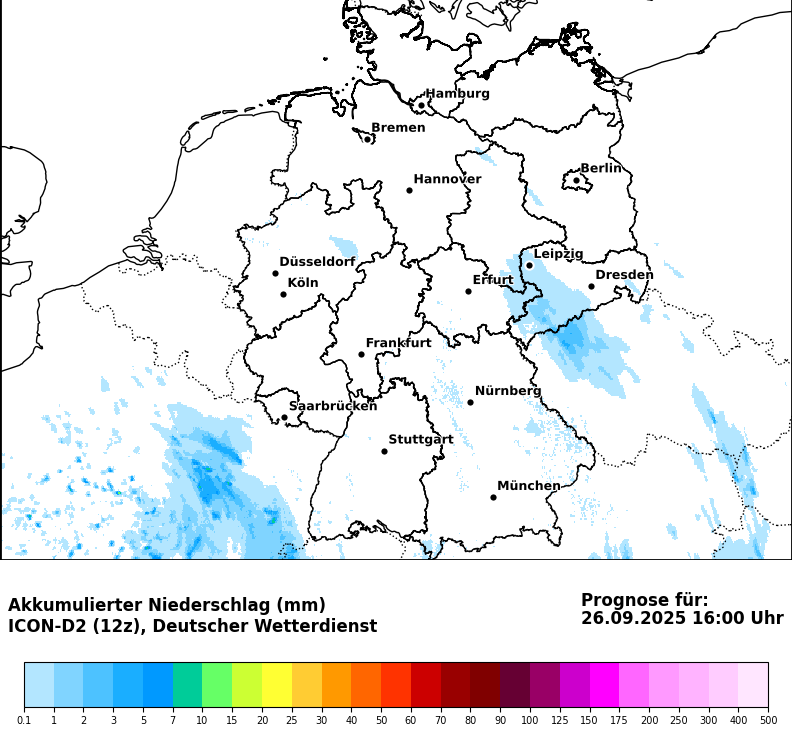 Hamburg
Bremen
Berlin
Hannover
Leipzig
Düsseldorf
Dresden
Köln
Erfurt
Frankfurt
Nürnberg
Saarbrücken
Stuttgart
München
Akkumulierter Niederschlag (mm)
ICON-D2 (12z), Deutscher Wetterdienst
Prognose für:
26.09.2025 16:00 Uhr
0.1 1 2 3 5 7 10 15 20 25 30 40 50 60 70 80 90 100 125 150 175 200 250 300 400 500